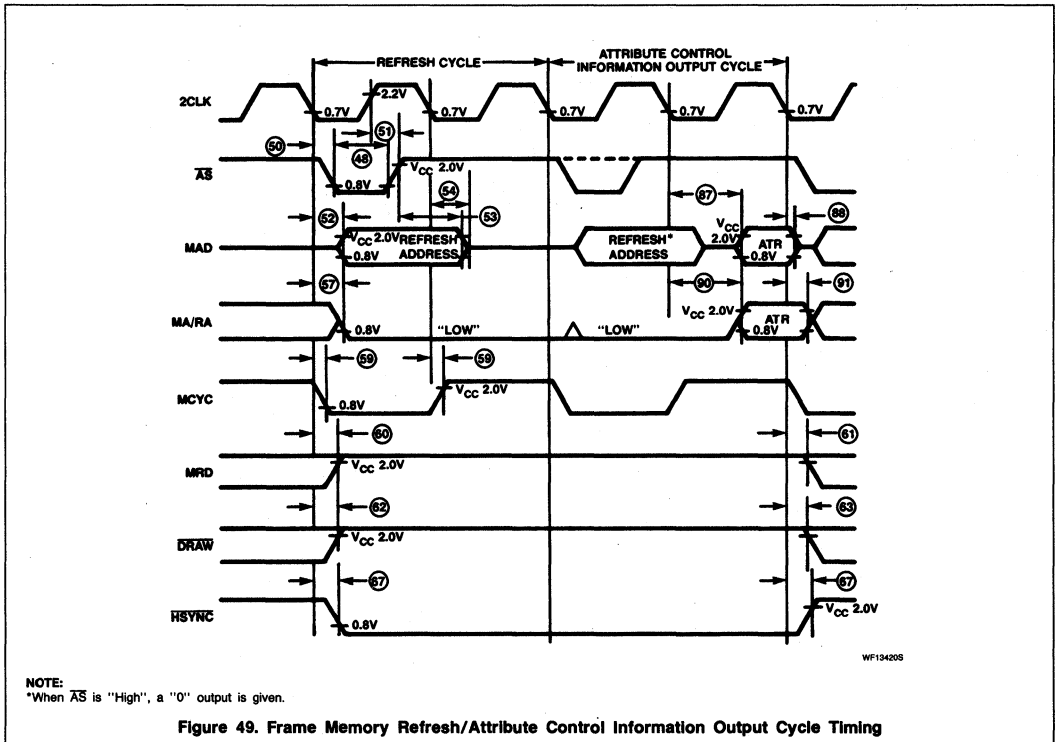 REFRESH CYCLE
ATTRIBUTE CONTROL
INFORMATION OUTPUT CYCLE
2CLK
2.2V
0.7V
0.7V
0.7V
0.7V
0.7V
51
50
48
AS
VCC 2.0V
0.8V
54
87
52
53
88
MAD
VCC 2.0V
0.8V
REFRESH
ADDRESS
REFRESH*
ADDRESS
VCC
2.0V
0.8V
ATR
57
90
91
MA/RA
0.8V
"LOW"
"LOW"
VCC 2.0V
0.8V
ATR
59
59
MCYC
0.8V
VCC 2.0V
60
61
MRD
VCC 2.0V
62
63
DRAW
VCC 2.0V
67
67
HSYNC
0.8V
VCC 2.0V
WF13420S
NOTE:
*When AS is "High", a "0" output is given.
Figure 49. Frame Memory Refresh/Attribute Control Information Output Cycle Timing